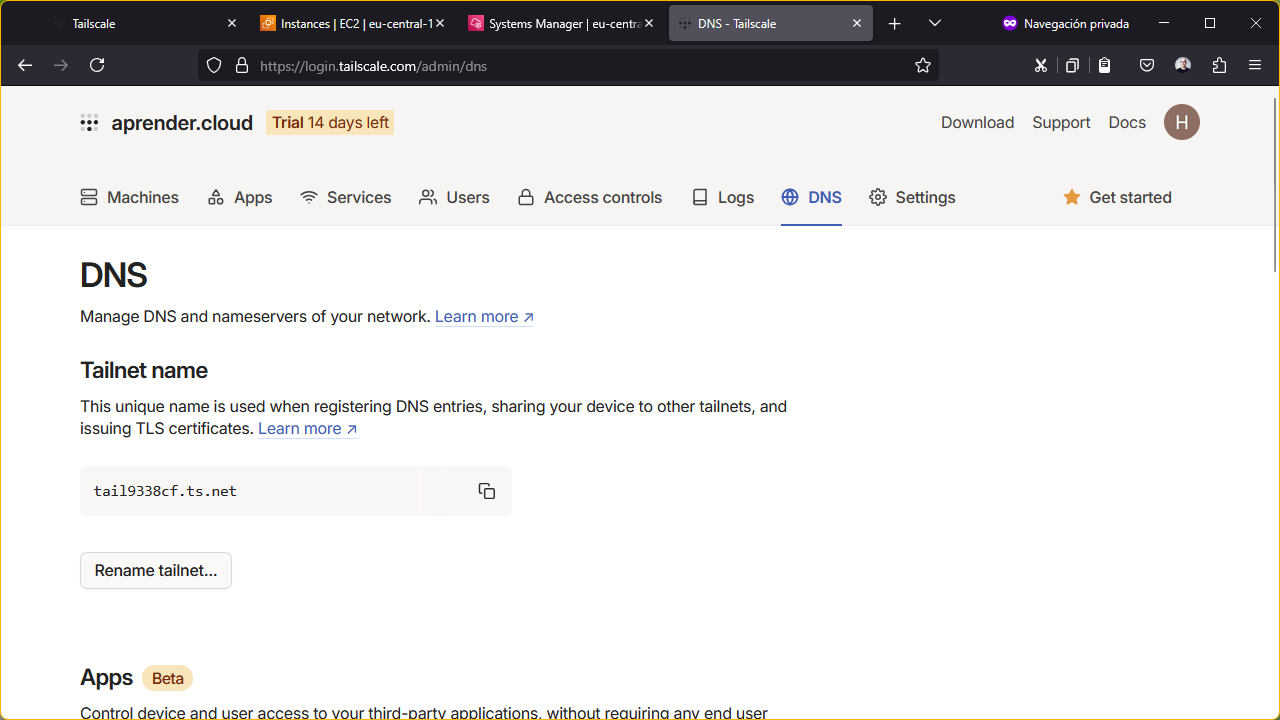 Tailscale
Instances | EC2 | eu-central-1
Systems Manager | eu-centra
DNS - Tailscale
Navegación privada
https://login.tailscale.com/admin/dns
aprender.cloud
Trial 14 days left
Download
Support
Docs
H
Machines
Apps
Services
Users
Access controls
Logs
DNS
Settings
Get started
DNS
Manage DNS and nameservers of your network. Learn more ↗
Tailnet name
This unique name is used when registering DNS entries, sharing your device to other tailnets, and
issuing TLS certificates. Learn more ↗
tail9338cf.ts.net
Rename tailnet...
Apps Beta
Control device and user access to your third-party applications, without requiring any end user